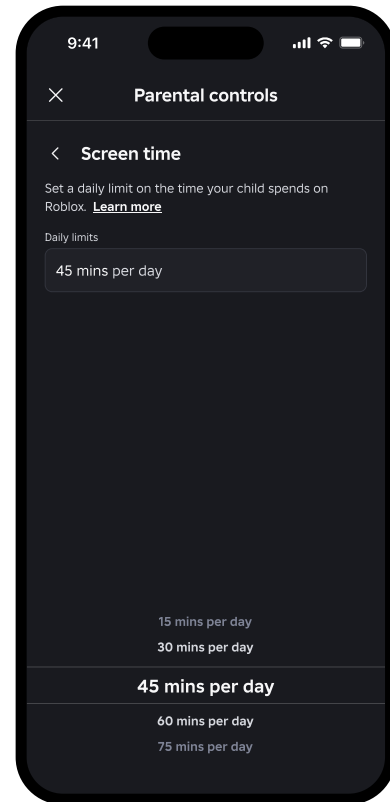 9:41
Parental controls
Screen time
Set a daily limit on the time your child spends on
Roblox. Learn more
Daily limits
45 mins per day
15 mins per day
30 mins per day
45 mins per day
60 mins per day
75 mins per day